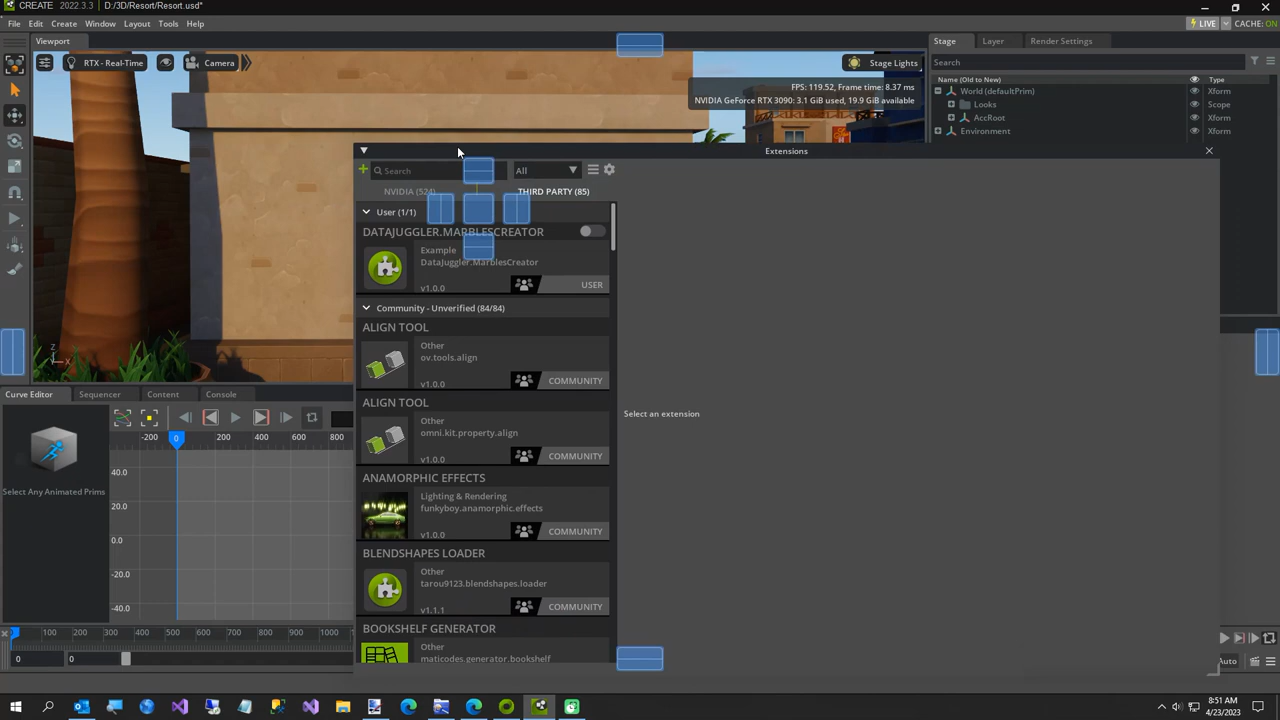 CREATE 2022.3.3 D:/3D/Resort/Resort.usd*
File Edit Create Window Layout Tools Help
LIVE CACHE: ON
Viewport
Stage Layer Render Settings
RTX - Real-Time Camera Stage Lights
Search
Name (Old to New) Type
FPS: 119.52, Frame time: 8.37 ms
NVIDIA GeForce RTX 3090: 3.1 GiB used, 19.9 GiB available
World (defaultPrim) Xform
Looks Scope
AccRoot Xform
Environment Xform
Extensions
Search All
NVIDIA (524) THIRD PARTY (85)
User (1/1)
DATAJUGGLER.MARBLESCREATOR
Example
DataJuggler.MarblesCreator
v1.0.0 USER
Community - Unverified (84/84)
ALIGN TOOL
Other
ov.tools.align
v1.0.0 COMMUNITY
ALIGN TOOL
Other
omni.kit.property.align
v1.0.0 COMMUNITY
ANAMORPHIC EFFECTS
Lighting & Rendering
funkyboy.anamorphic.effects
v1.0.0 COMMUNITY
BLENDSHAPES LOADER
Other
tarou9123.blendshapes.loader
v1.1.1 COMMUNITY
BOOKSHELF GENERATOR
Other
maticodes.generator.bookshelf
Select an extension
Z
X
Curve Editor Sequencer Content Console
-200 0 200 400 600 800
40.0
20.0
0.0
-20.0
-40.0
Select Any Animated Prims
100 200 300 400 500 600 700 800 900 1000
0 0
Auto
8:51 AM
4/23/2023